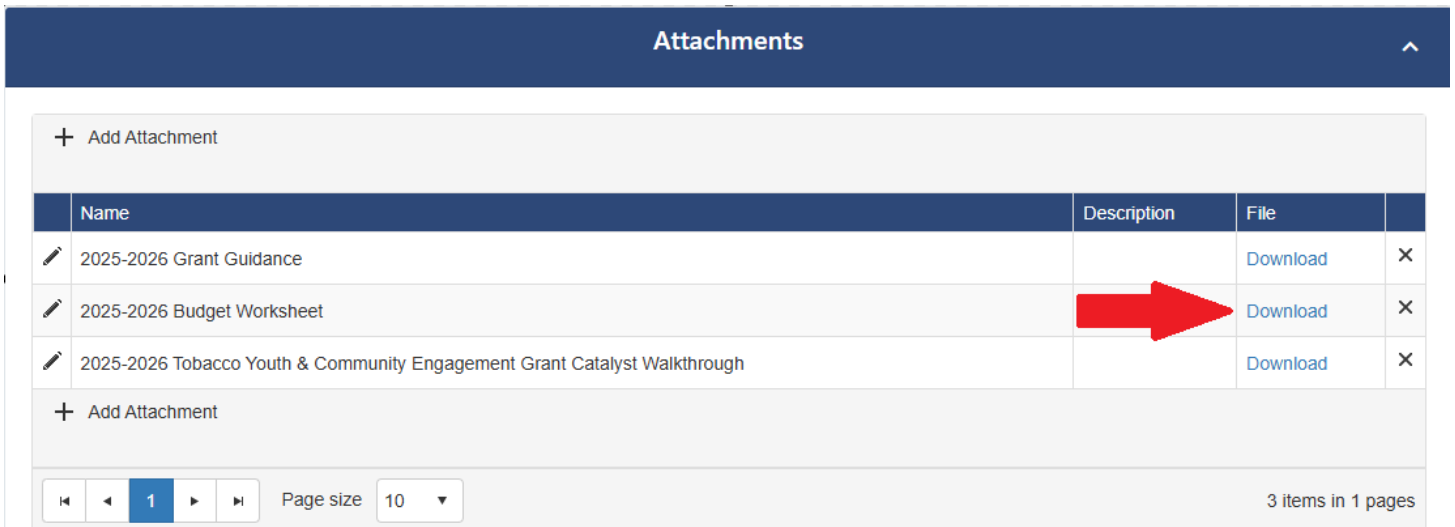 Attachments
Add Attachment
Name Description File
2025-2026 Grant Guidance Download
2025-2026 Budget Worksheet Download
2025-2026 Tobacco Youth & Community Engagement Grant Catalyst Walkthrough Download
Add Attachment
1 Page size 10 3 items in 1 pages